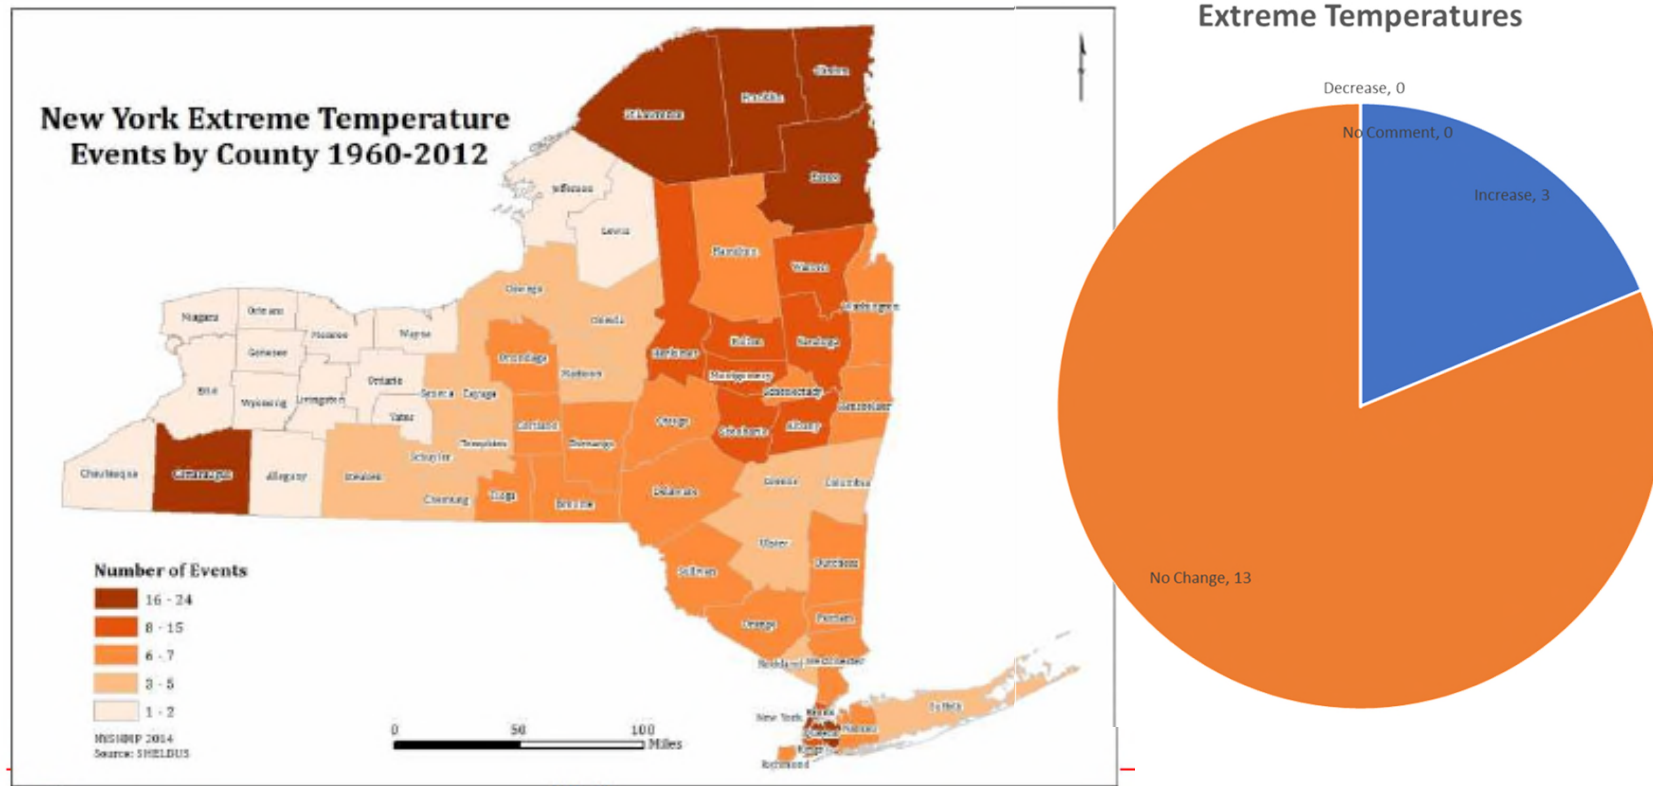 New York Extreme Temperature
Events by County 1960-2012
Clinton
Franklin
St Lawrence
Essex
Jefferson
Lewis
Hamilton
Warren
Washington
Oswego
Oneida
Niagara
Orleans
Monroe
Wayne
Genesee
Onondaga
Herkimer
Fulton
Saratoga
Madison
Montgomery
Ontario
Erie
Wyoming
Livingston
Seneca
Cayuga
Schenectady
Yates
Cortland
Chenango
Otsego
Schoharie
Albany
Rensselaer
Tompkins
Schuyler
Chautauqua
Cattaraugus
Allegany
Steuben
Chemung
Tioga
Broome
Delaware
Greene
Columbia
Ulster
Sullivan
Dutchess
Orange
Putnam
Rockland
Westchester
New York
Bronx
Queens
Nassau
Suffolk
Kings
Richmond
Number of Events
16 - 24
8 - 15
6 - 7
3 - 5
1 - 2
NYSHMP 2014
Source: SHELDUS
0 50 100
Miles
Extreme Temperatures
Decrease, 0
No Comment, 0
Increase, 3
No Change, 13